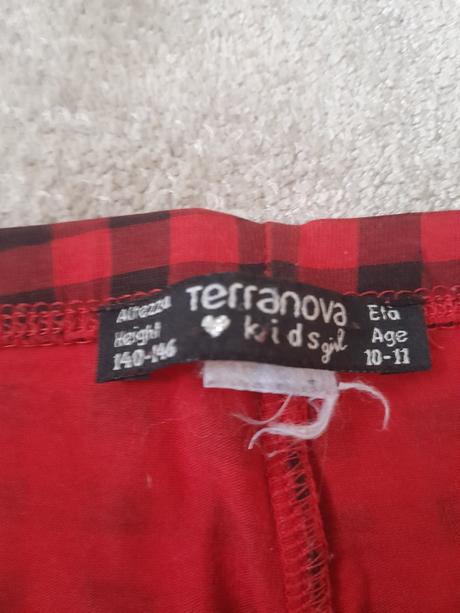 Altezza
Height
140-146
Terranova
kids girl
Età
Age
10-11